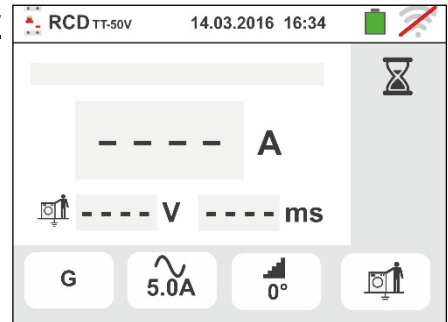 RCD TT-50V 14.03.2016 16:34
- - - - A
- - - - V - - - - ms
G 5.0A 0°